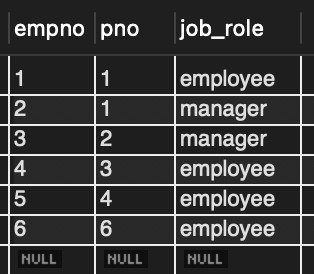 empno pno job_role
1 1 employee
2 1 manager
3 2 manager
4 3 employee
5 4 employee
6 6 employee
NULL NULL NULL